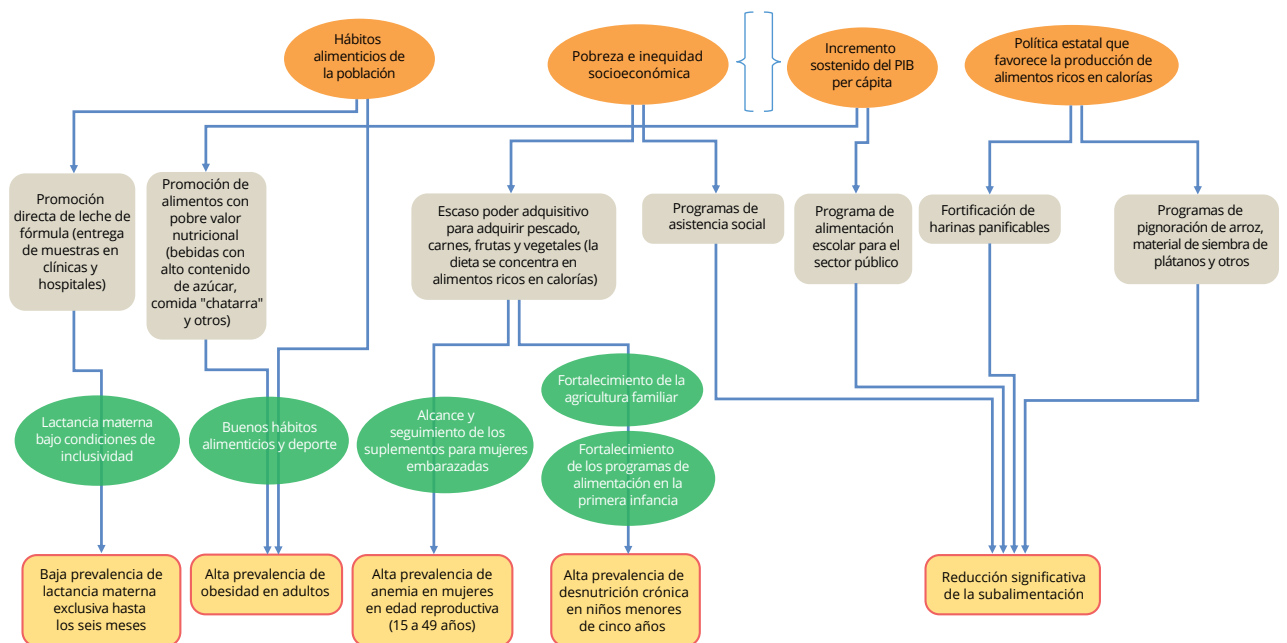 Hábitos
alimenticios de
la población
Pobreza e inequidad
socioeconómica
Incremento
sostenido del PIB
per cápita
Política estatal que
favorece la producción de
alimentos ricos en calorías
Promoción
directa de leche de
fórmula (entrega
de muestras en
clínicas y
hospitales)
Promoción de
alimentos con
pobre valor
nutricional
(bebidas con
alto contenido
de azúcar,
comida "chatarra"
y otros)
Escaso poder adquisitivo
para adquirir pescado,
carnes, frutas y vegetales (la
dieta se concentra en
alimentos ricos en calorías)
Programas de
asistencia social
Programa de
alimentación
escolar para el
sector público
Fortificación de
harinas panificables
Programas de
pignoración de arroz,
material de siembra de
plátanos y otros
Lactancia materna
bajo condiciones de
inclusividad
Buenos hábitos
alimenticios y deporte
Alcance y
seguimiento de los
suplementos para mujeres
embarazadas
Fortalecimiento de la
agricultura familiar
Fortalecimiento
de los programas de
alimentación en la
primera infancia
Baja prevalencia de
lactancia materna
exclusiva hasta
los seis meses
Alta prevalencia de
obesidad en adultos
Alta prevalencia de
anemia en mujeres
en edad reproductiva
(15 a 49 años)
Alta prevalencia de
desnutrición crónica
en niños menores
de cinco años
Reducción significativa
de la subalimentación